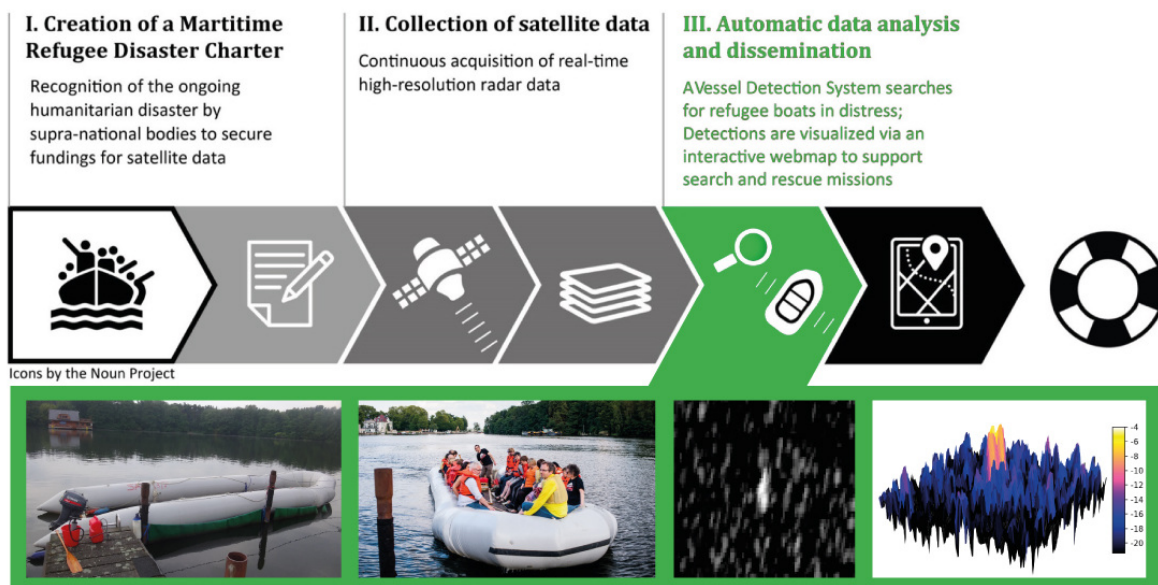 I. Creation of a Martitime
Refugee Disaster Charter
Recognition of the ongoing
humanitarian disaster by
supra-national bodies to secure
fundings for satellite data
II. Collection of satellite data
Continuous acquisition of real-time
high-resolution radar data
III. Automatic data analysis
and dissemination
AVessel Detection System searches
for refugee boats in distress;
Detections are visualized via an
interactive webmap to support
search and rescue missions
Icons by the Noun Project
-4
-6
-8
-10
-12
-14
-16
-18
-20